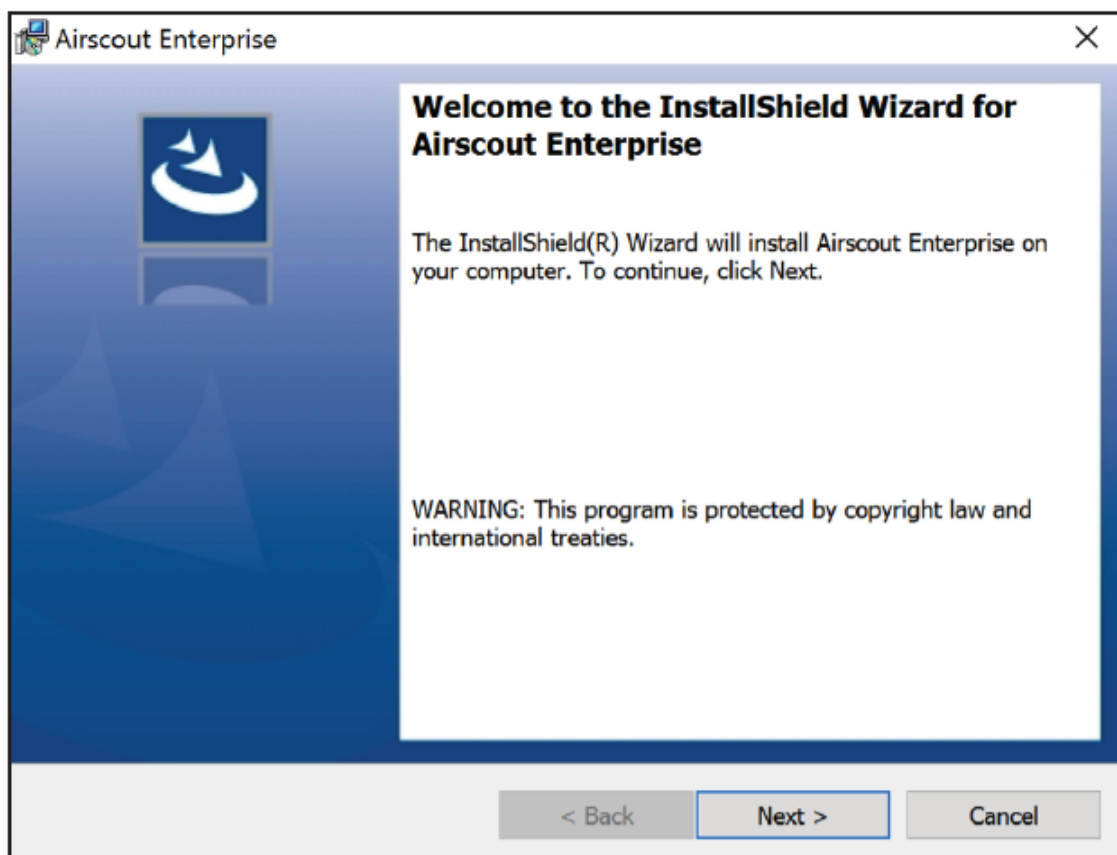 Airscout Enterprise
Welcome to the InstallShield Wizard for
Airscout Enterprise
The InstallShield(R) Wizard will install Airscout Enterprise on
your computer. To continue, click Next.
WARNING: This program is protected by copyright law and
international treaties.
< Back
Next >
Cancel